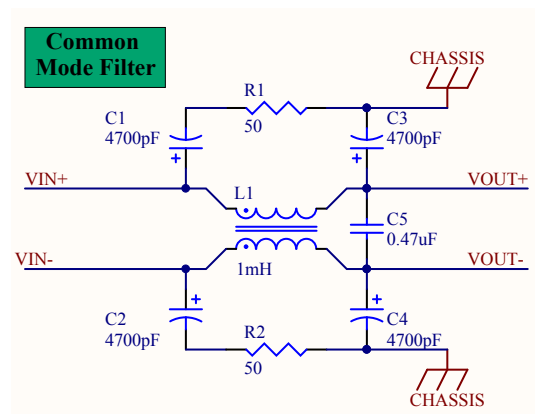 Common
Mode Filter
CHASSIS
R1
50
C1
4700pF
+
C3
4700pF
+
VIN+
L1
VOUT+
C5
0.47uF
VIN-
1mH
VOUT-
+
C2
4700pF
R2
50
+
C4
4700pF
CHASSIS